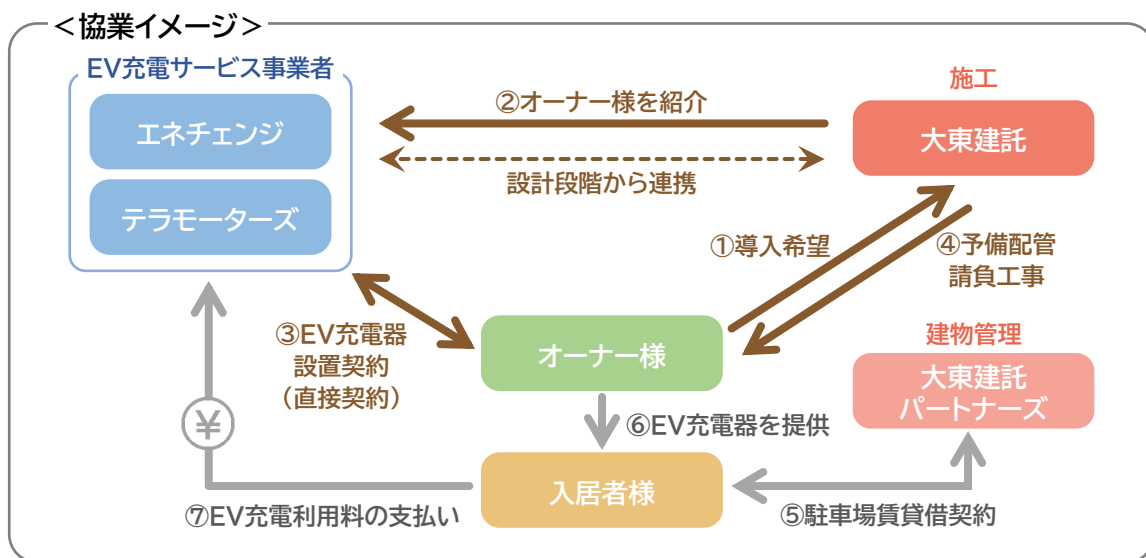 ＜協業イメージ＞
EV充電サービス事業者
エネチェンジ
テラモーターズ
②オーナー様を紹介
設計段階から連携
施工
大東建託
①導入希望
④予備配管
請負工事
③EV充電器
設置契約
（直接契約）
オーナー様
建物管理
大東建託
パートナーズ
⑥EV充電器を提供
¥
入居者様
⑦EV充電利用料の支払い
⑤駐車場賃貸借契約